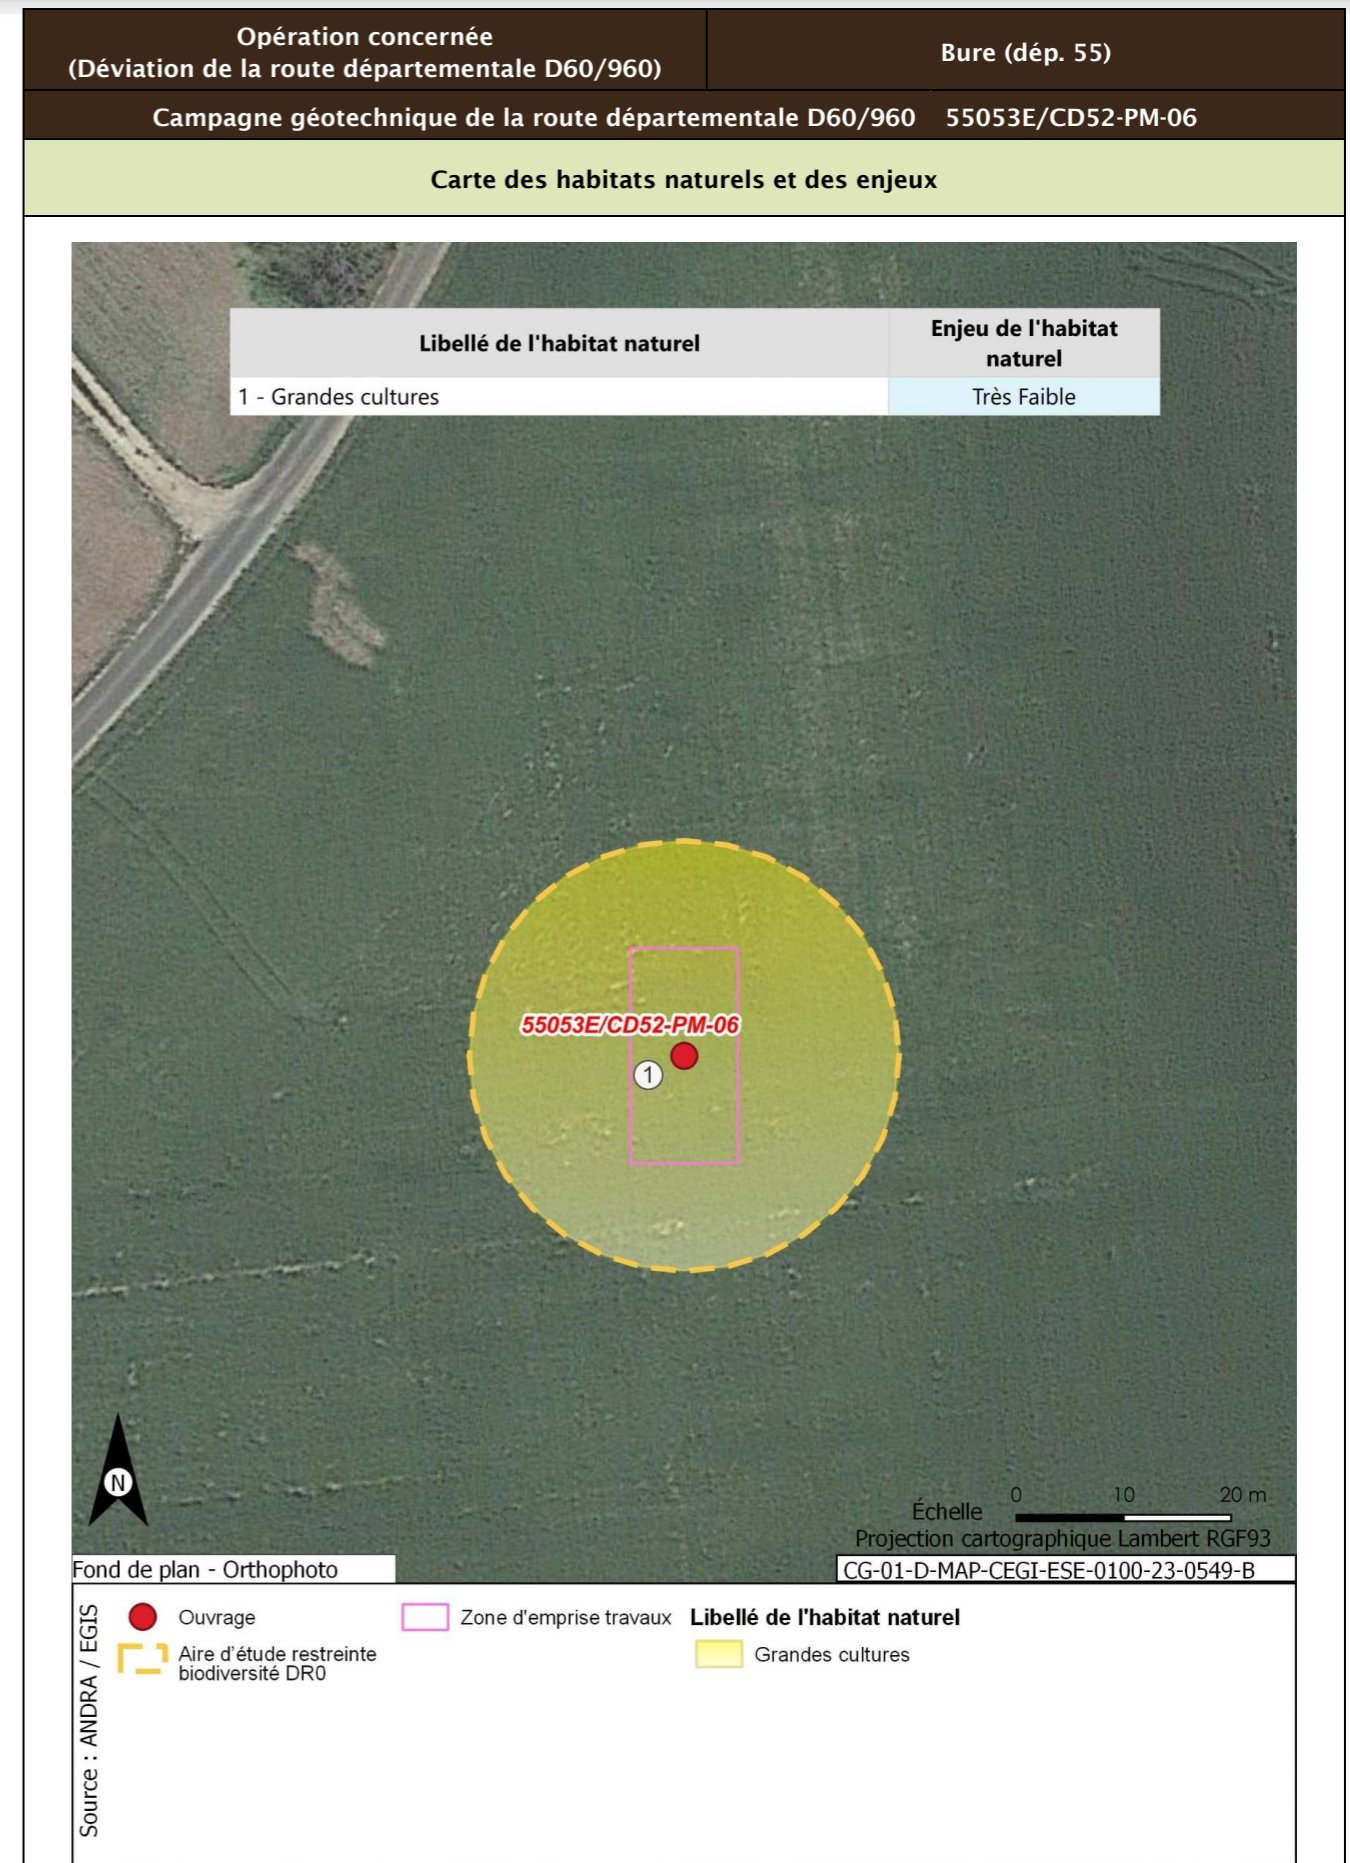 Opération concernée
(Déviation de la route départementale D60/960)
Bure (dép. 55)
Campagne géotechnique de la route départementale D60/960 55053E/CD52-PM-06
Carte des habitats naturels et des enjeux
Libellé de l'habitat naturel
Enjeu de l'habitat
naturel
1 - Grandes cultures
Très Faible
55053E/CD52-PM-06
1
N
Échelle
0 10 20 m
Projection cartographique Lambert RGF93
Fond de plan - Orthophoto
CG-01-D-MAP-CEGI-ESE-0100-23-0549-B
Source : ANDRA / EGIS
Ouvrage
Aire d'étude restreinte
biodiversité DR0
Zone d'emprise travaux
Libellé de l'habitat naturel
Grandes cultures